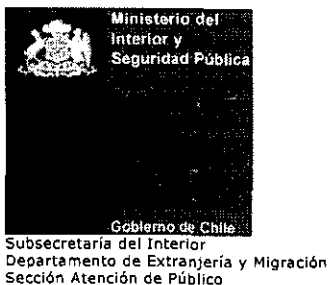 Ministerio del
Interior y
Seguridad Pública
Gobierno de Chile
Subsecretaría del Interior
Departamento de Extranjería y Migración
Sección Atención de Público